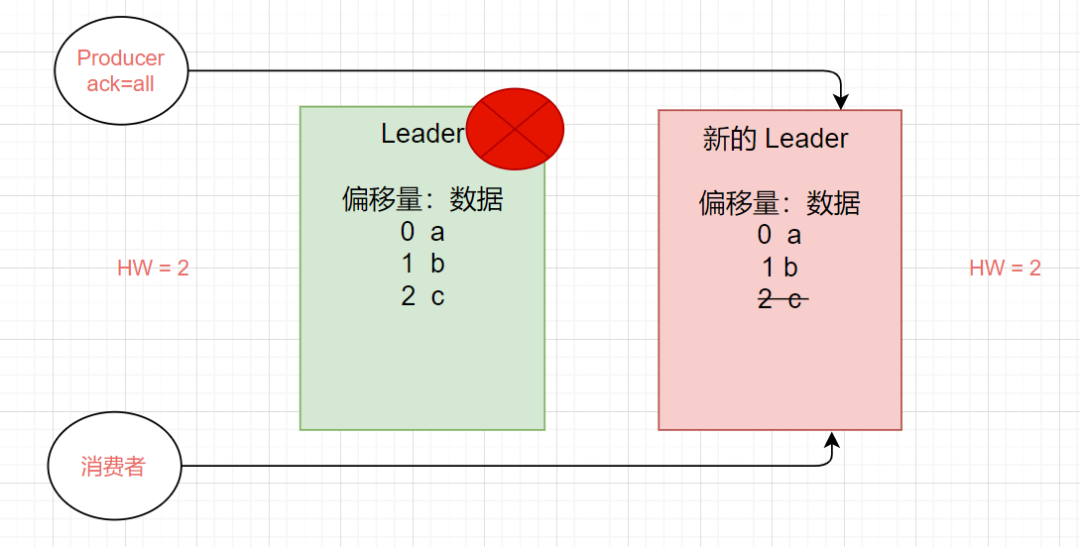 Producer
ack=all
Leader
偏移量：数据
0 a
1 b
2 c
HW = 2
新的 Leader
偏移量：数据
0 a
1 b
2 c
HW = 2
消费者